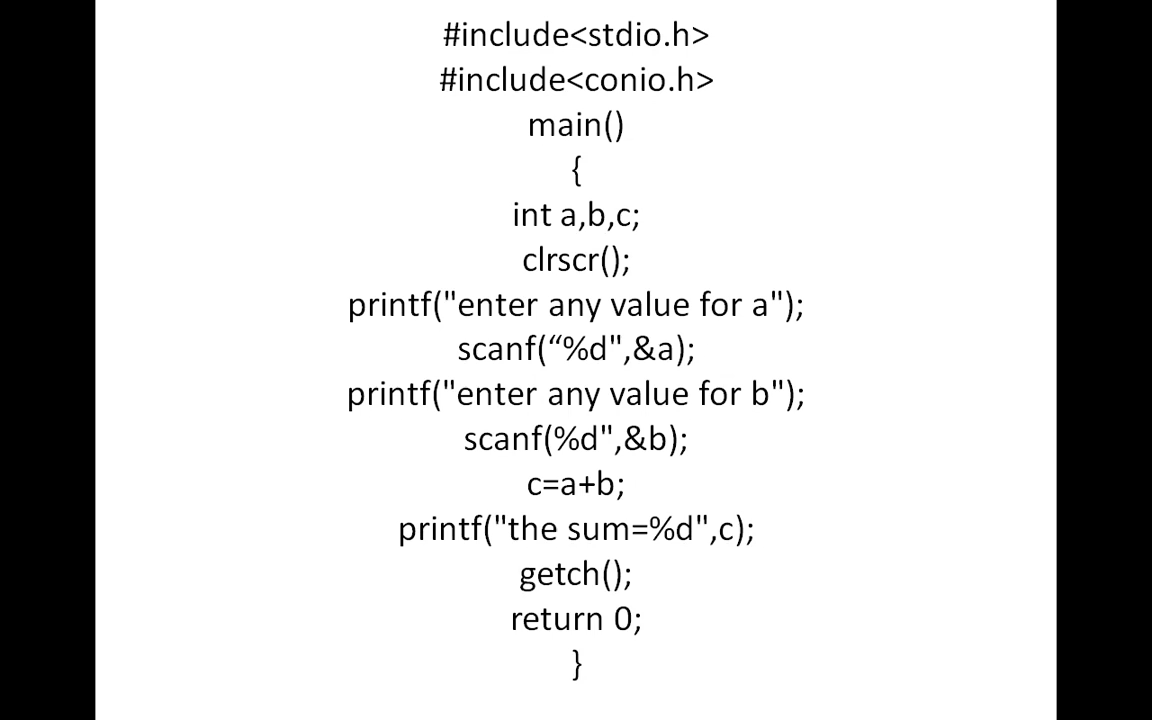 #include<stdio.h>
#include<conio.h>
main()
{
int a,b,c;
clrscr();
printf("enter any value for a");
scanf(“%d",&a);
printf("enter any value for b");
scanf(%d",&b);
c=a+b;
printf("the sum=%d",c);
getch();
return 0;
}